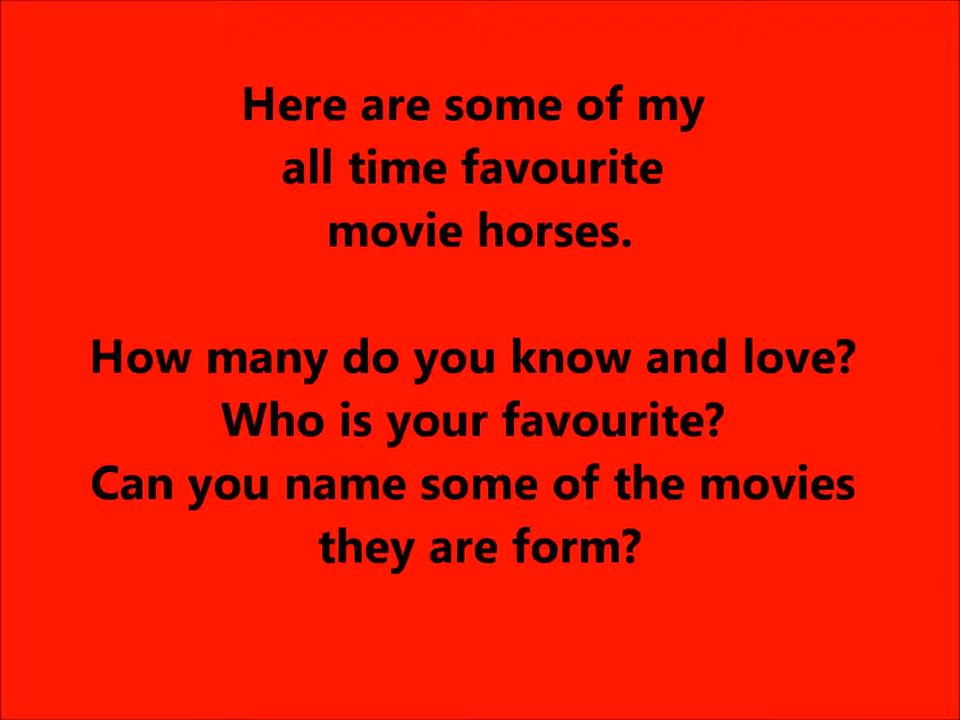 Here are some of my
all time favourite
movie horses.
How many do you know and love?
Who is your favourite?
Can you name some of the movies
they are form?